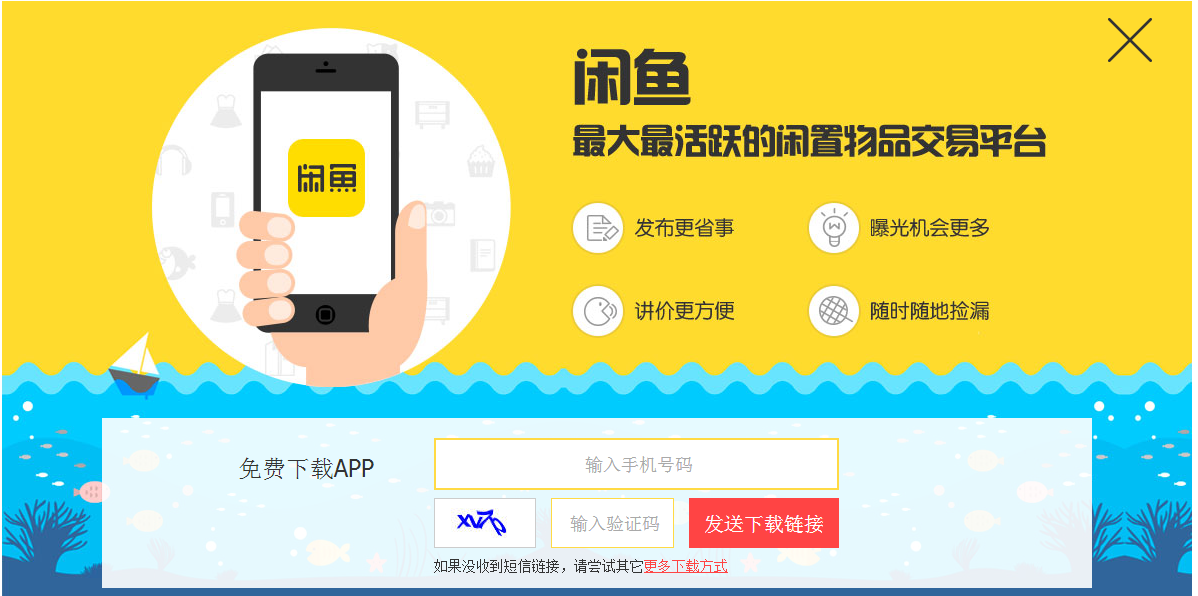 闲鱼
最大最活跃的闲置物品交易平台
闲鱼
发布更省事
曝光机会更多
讲价更方便
随时随地捡漏
免费下载APP
输入手机号码
输入验证码
发送下载链接
如果没收到短信链接，请尝试其它更多下载方式